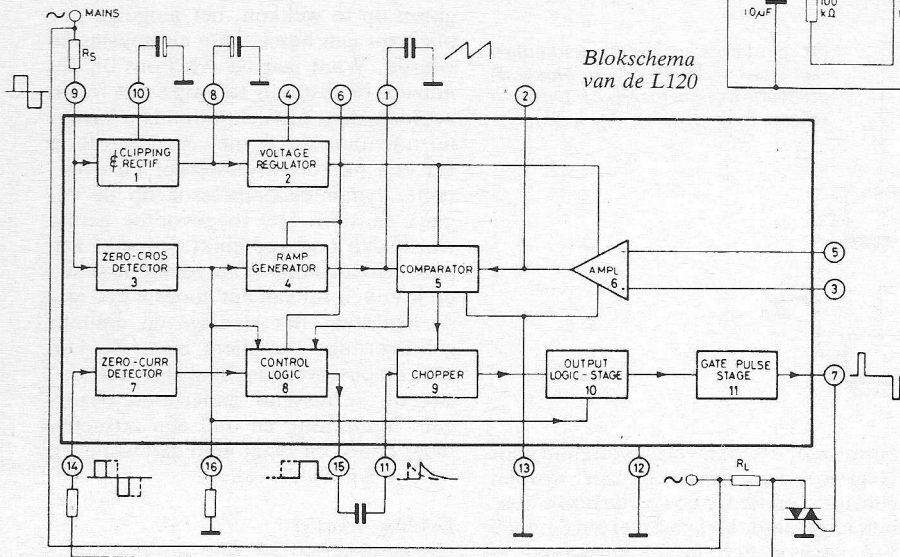 MAINS
RS
10µF
100
kΩ
Blokschema
van de L120
9
10
8
4
6
1
2
& CLIPPING
RECTIF
1
VOLTAGE
REGULATOR
2
ZERO-CROS
DETECTOR
3
RAMP
GENERATOR
4
COMPARATOR
5
AMPL
6
5
3
ZERO-CURR
DETECTOR
7
CONTROL
LOGIC
8
CHOPPER
9
OUTPUT
LOGIC-STAGE
10
GATE PULSE
STAGE
11
7
14
16
15
11
13
12
RL